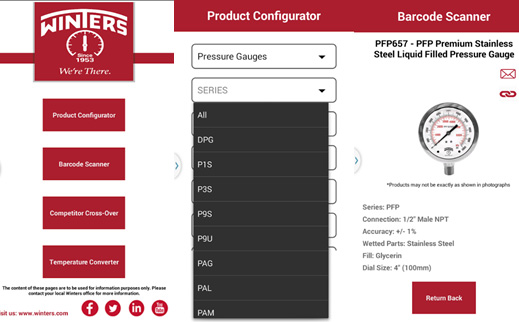 WINTERS
Since
1953
We're There.
Product Configurator
Barcode Scanner
Competitor Cross-Over
Temperature Converter
The content of these pages are to be used for information purposes only. Please
contact your local Winters office for more information.
isit us: www.winters.com
You
Tube
Product Configurator
Pressure Gauges
SERIES
All
DPG
P1S
P3S
P9S
P9U
PAG
PAL
PAM
Barcode Scanner
PFP657 - PFP Premium Stainless
Steel Liquid Filled Pressure Gauge
*Products may not be exactly as shown in photographs
Series: PFP
Connection: 1/2" Male NPT
Accuracy: +/- 1%
Wetted Parts: Stainless Steel
Fill: Glycerin
Dial Size: 4" (100mm)
Return Back